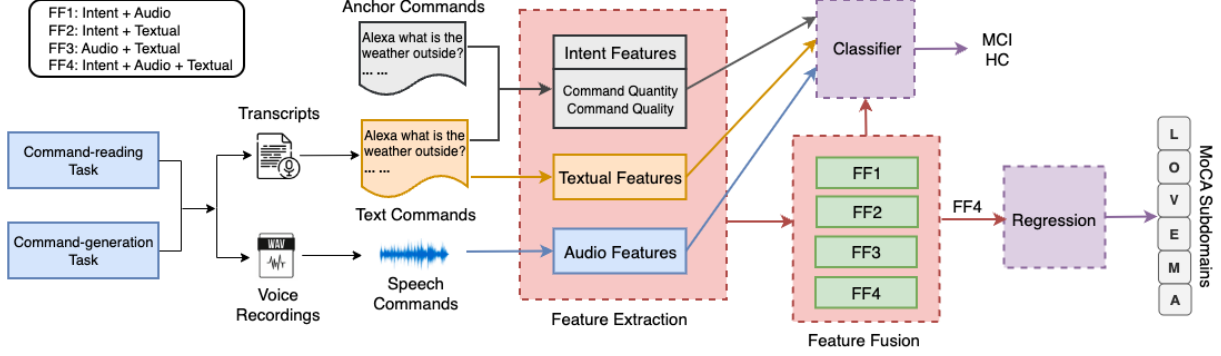 FF1: Intent + Audio
FF2: Intent + Textual
FF3: Audio + Textual
FF4: Intent + Audio + Textual
Command-reading
Task
Command-generation
Task
Transcripts
WAV
Voice
Recordings
Anchor Commands
Alexa what is the
weather outside?
... ...
Alexa what is the
weather outside?
... ...
Text Commands
Speech
Commands
Intent Features
Command Quantity
Command Quality
Textual Features
Audio Features
Feature Extraction
Classifier
MCI
HC
FF1
FF2
FF3
FF4
Feature Fusion
FF4
Regression
MoCA Subdomains
L
O
V
E
M
A